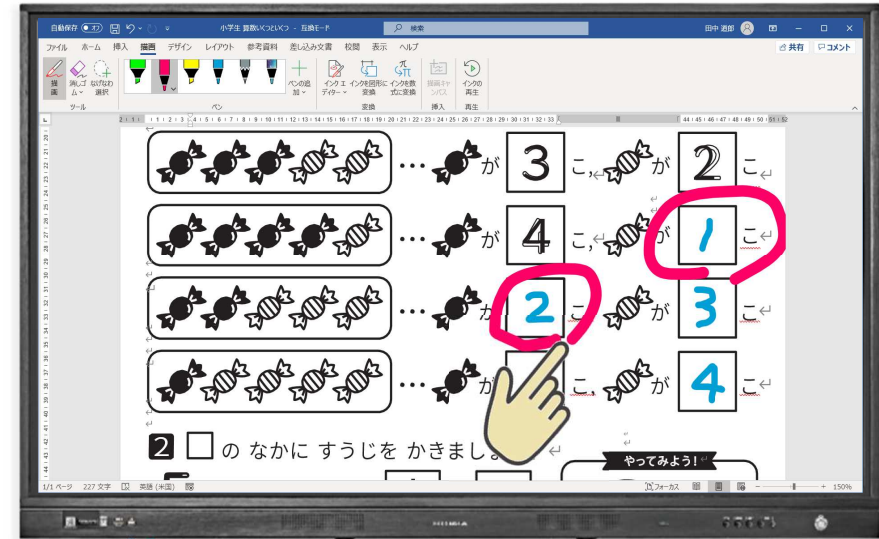 自動保存 オフ 小学生 算数いくつといくつ - 互換モード 検索 田中 道郎
ファイル ホーム 挿入 描画 デザイン レイアウト 参考資料 差し込み文書 校閲 表示 ヘルプ 共有 コメント
描画 消しゴム なげなわ選択 ペンの追加 インク エディター インクを図形に変換 インクを数式に変換 描画キャンバス インクの再生
ツール ペン 変換 挿入 再生
… が 3 こ, が 2 こ
… が 4 こ, が 1 こ
… が 2 こ, が 3 こ
… が こ, が 4 こ
2 □ の なかに すうじを かきまし
やってみよう!
1/1 ページ 227 文字 英語 (米国) フォーカス 150%